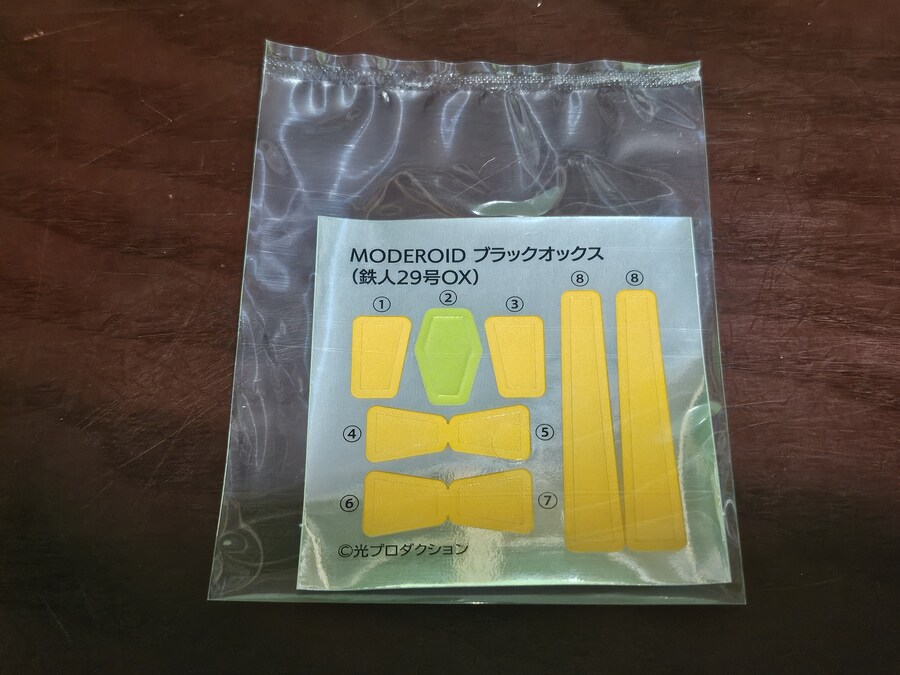 MODEROID ブラックオックス
(鉄人29号OX)
① ② ③ ⑧ ⑧
④ ⑤
⑥ ⑦
©光プロダクション